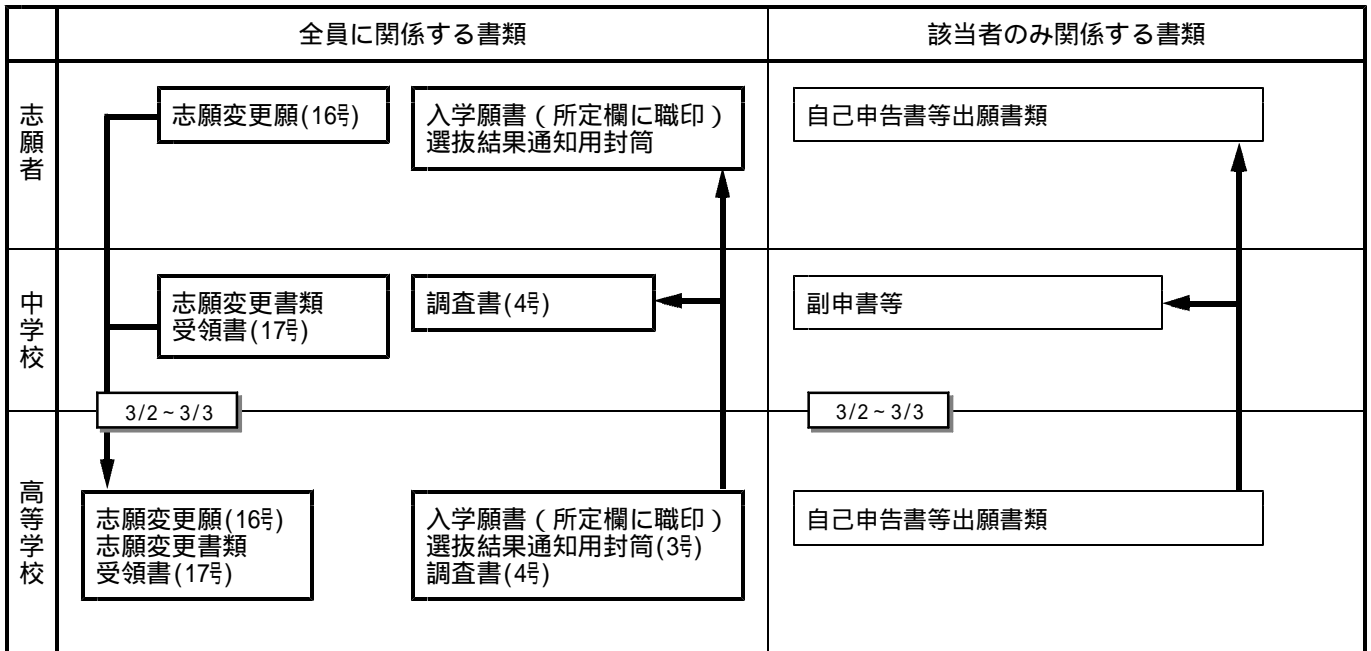 全員に関係する書類
該当者のみ関係する書類
志願者
志願変更願(16号)
入学願書(所定欄に職印)
選抜結果通知用封筒
自己申告書等出願書類
中学校
志願変更書類
受領書(17号)
調査書(4号)
副申書等
3/2~3/3
3/2~3/3
高等学校
志願変更願(16号)
志願変更書類
受領書(17号)
入学願書(所定欄に職印)
選抜結果通知用封筒(3号)
調査書(4号)
自己申告書等出願書類